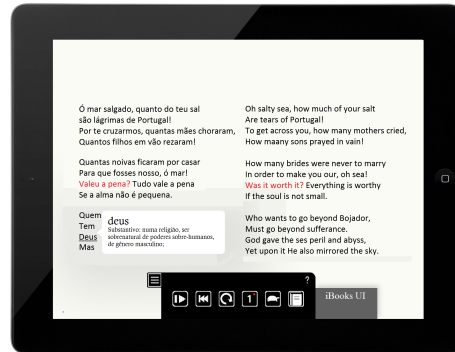 Ó mar salgado, quanto do teu sal
são lágrimas de Portugal!
Por te cruzarmos, quantas mães choraram,
Quantos filhos em vão rezaram!
Quantas noivas ficaram por casar
Para que fosses nosso, ó mar!
Valeu a pena? Tudo vale a pena
Se a alma não é pequena.
Quem
Tem
Deus
Mas
deus
Substantivo: numa religião, ser
sobrenatural de poderes sobre-humanos,
de género masculino;
Oh salty sea, how much of your salt
Are tears of Portugal!
To get across you, how many mothers cried,
How maany sons prayed in vain!
How many brides were never to marry
In order to make you our, oh sea!
Was it worth it? Everything is worthy
If the soul is not small.
Who wants to go beyond Bojador,
Must go beyond sufferance.
God gave the ses peril and abyss,
Yet upon it He also mirrored the sky.
?
1
iBooks UI